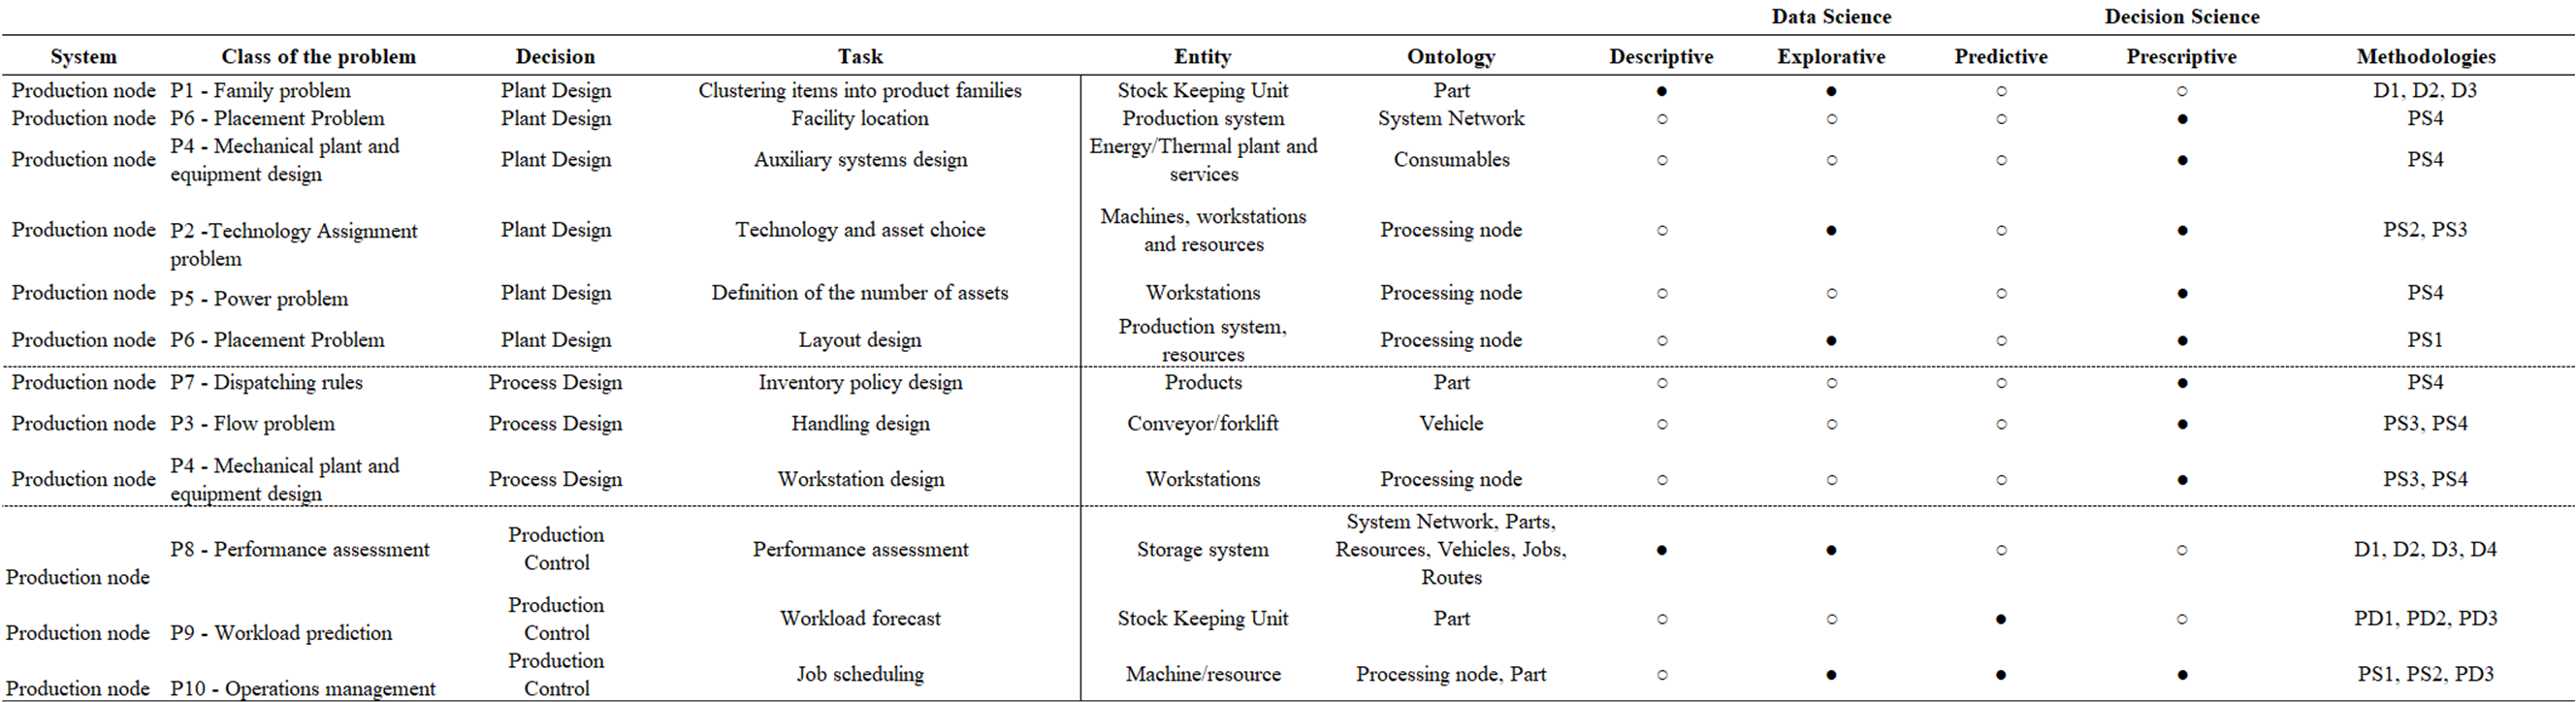 Data Science Decision Science
System Class of the problem Decision Task Entity Ontology Descriptive Explorative Predictive Prescriptive Methodologies
Production node P1 - Family problem Plant Design Clustering items into product families Stock Keeping Unit Part ● ● ○ ○ D1, D2, D3
Production node P6 - Placement Problem Plant Design Facility location Production system System Network ○ ○ ○ ● PS4
P4 - Mechanical plant and Energy/Thermal plant and
Production node Plant Design Auxiliary systems design Consumables ○ ○ ○ ● PS4
equipment design services
Machines, workstations
Production node P2 -Technology Assignment Plant Design Technology and asset choice Processing node ○ ● ○ ● PS2, PS3
problem and resources
Production node P5 - Power problem Plant Design Definition of the number of assets Workstations Processing node ○ ○ ○ ● PS4
Production system,
Production node P6 - Placement Problem Plant Design Layout design Processing node ○ ● ○ ● PS1
resources
Production node P7 - Dispatching rules Process Design Inventory policy design Products Part ○ ○ ○ ● PS4
Production node P3 - Flow problem Process Design Handling design Conveyor/forklift Vehicle ○ ○ ○ ● PS3, PS4
P4 - Mechanical plant and
Production node Process Design Workstation design Workstations Processing node ○ ○ ○ ● PS3, PS4
equipment design
Production System Network, Parts,
P8 - Performance assessment Performance assessment Storage system Resources, Vehicles, Jobs, ● ● ○ ○ D1, D2, D3, D4
Control Routes
Production node
Production
Workload forecast Stock Keeping Unit Part ○ ○ ● ○ PD1, PD2, PD3
Production node P9 - Workload prediction Control
Production
Job scheduling Machine/resource Processing node, Part ○ ● ● ● PS1, PS2, PD3
Production node P10 - Operations management Control